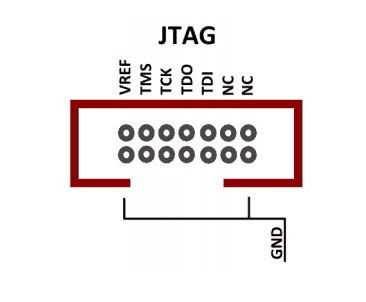 JTAG
VREF
TMS
TCK
TDO
TDI
NC
NC
GND